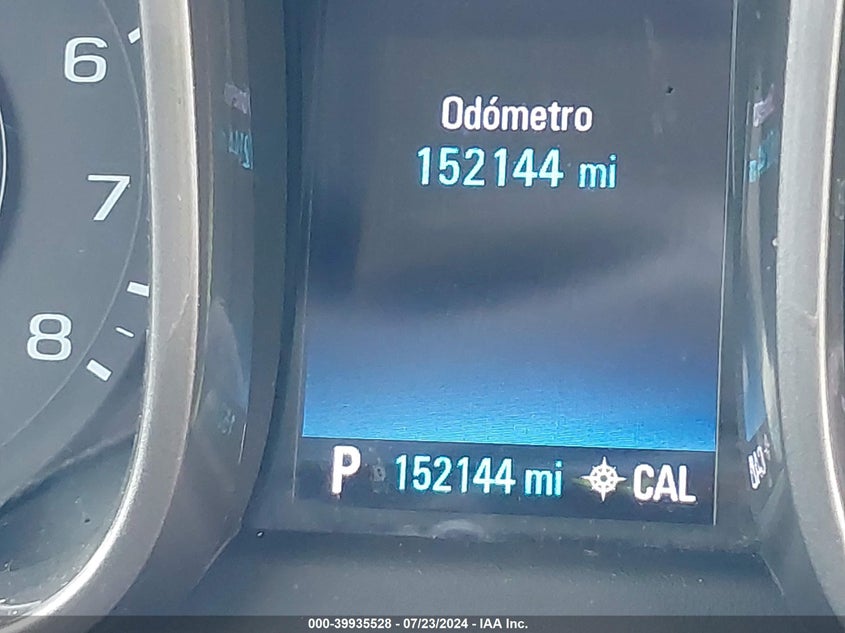 6
7
8
Odómetro
152144 mi
P 152144 mi CAL
000-39935528 - 07/23/2024 - IAA Inc.